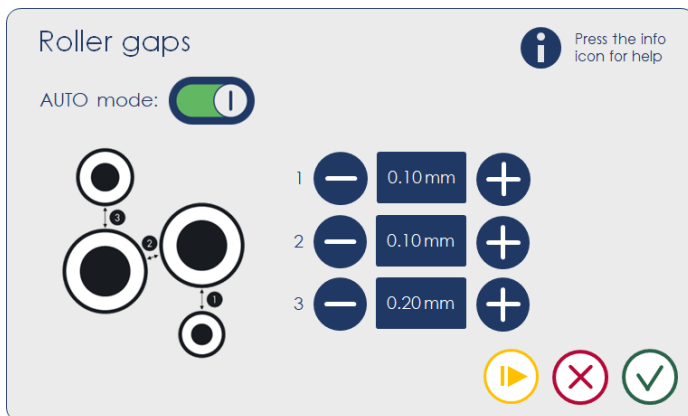 Roller gaps
Press the info
icon for help
AUTO mode:
1 0.10 mm
2 0.10 mm
3 0.20 mm
3
2
1